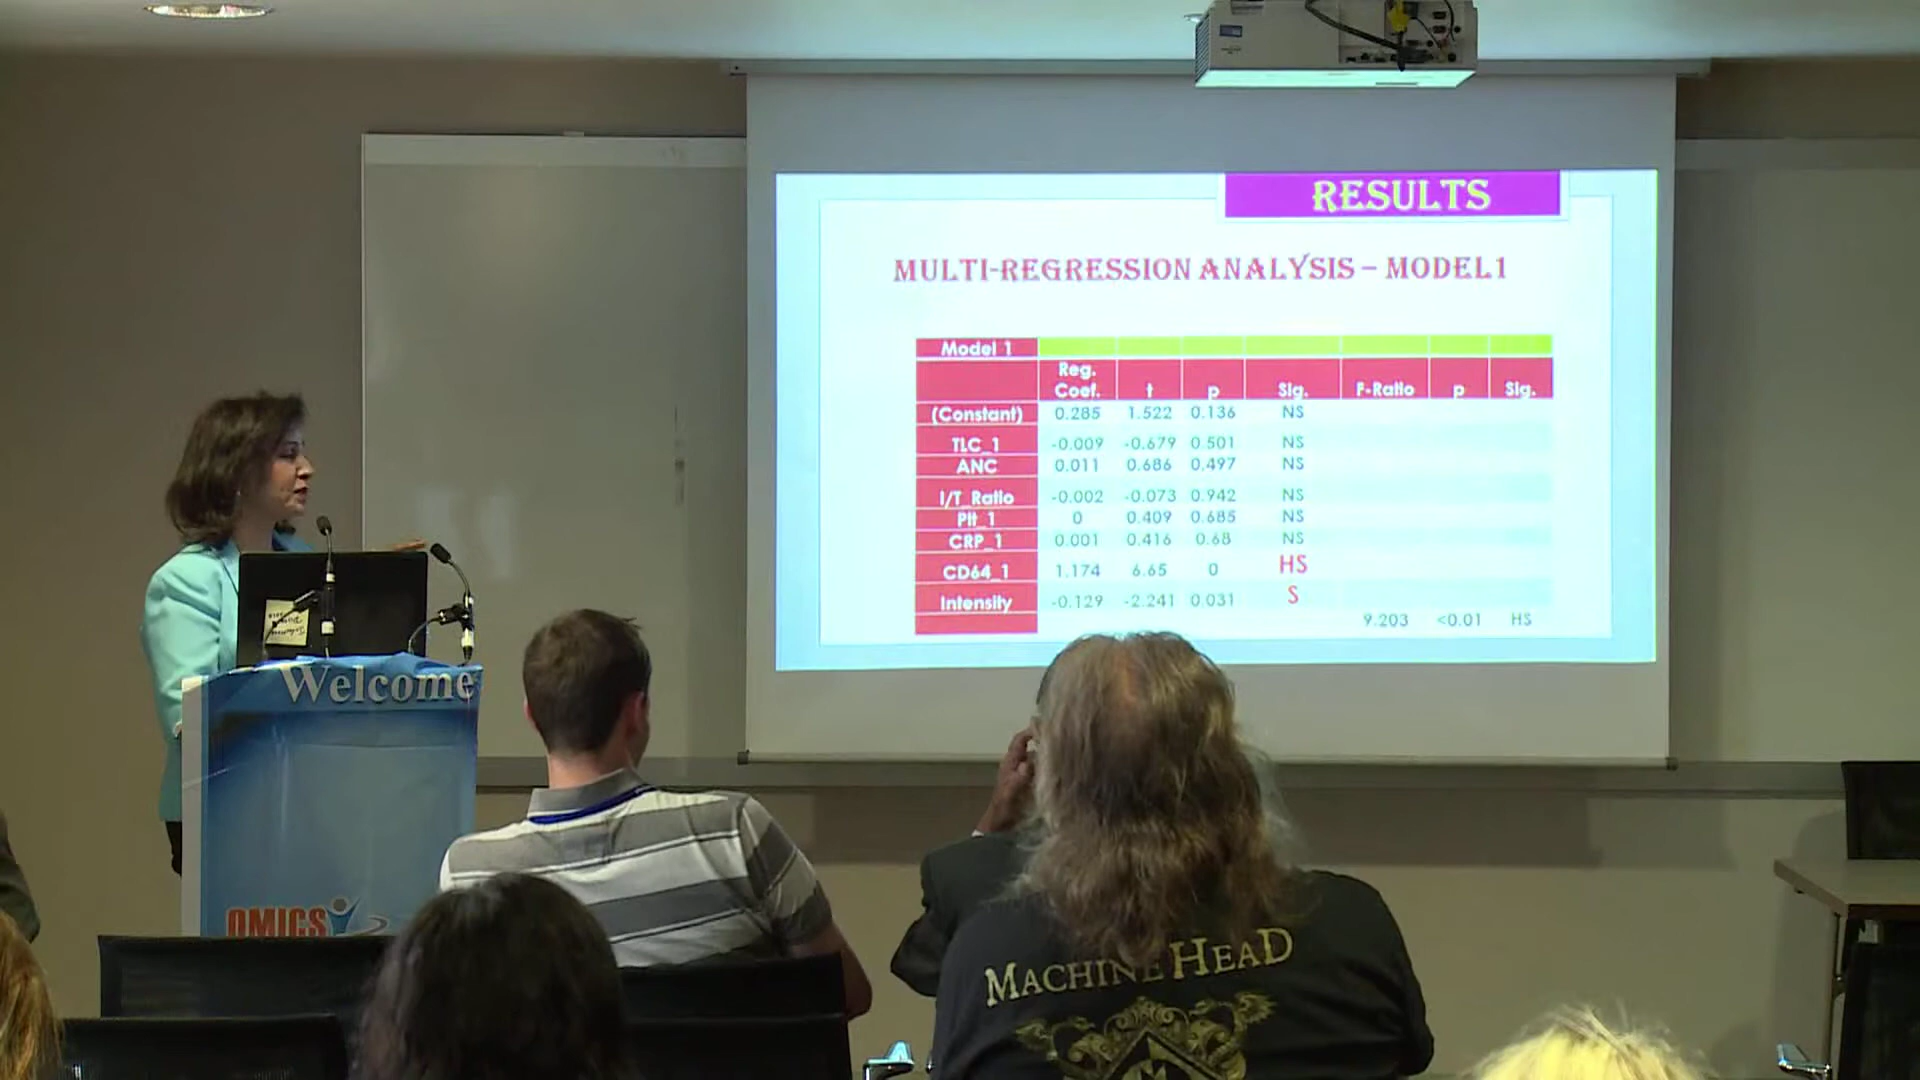 RESULTS
MULTI-REGRESSION ANALYSIS – MODEL1
Model 1
Reg. Coef. t p Sig. F-Ratio p Sig.
(Constant) 0.285 1.522 0.136 NS
TLC_1 -0.009 -0.679 0.501 NS
ANC 0.011 0.686 0.497 NS
I/T_Ratio -0.002 -0.073 0.942 NS
Plt_1 0 0.409 0.685 NS
CRP_1 0.001 0.416 0.68 NS
CD64_1 1.174 6.65 0 HS
Intensity -0.129 -2.241 0.031 S
9.203 <0.01 HS
Welcome
OMICS
MACHINE HEAD